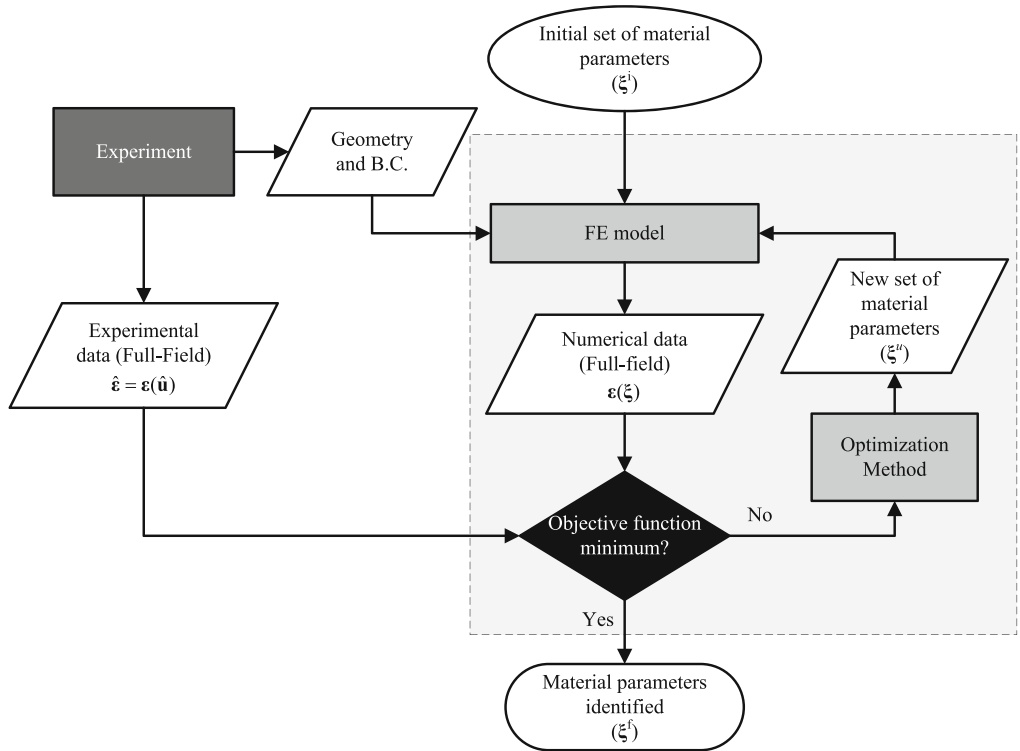 Initial set of material
parameters
(ξⁱ)
Experiment
Geometry
and B.C.
FE model
New set of
material
parameters
(ξᵘ)
Experimental
data (Full-Field)
ε̂ = ε(û)
Numerical data
(Full-field)
ε(ξ)
Optimization
Method
Objective function
minimum?
No
Yes
Material parameters
identified
(ξᶠ)